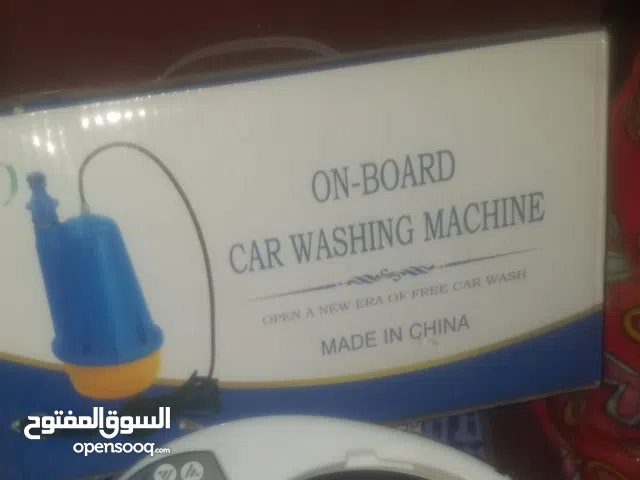 ON-BOARD
CAR WASHING MACHINE
OPEN A NEW ERA OF FREE CAR WASH
MADE IN CHINA
السوق المفتوح
opensooq.com